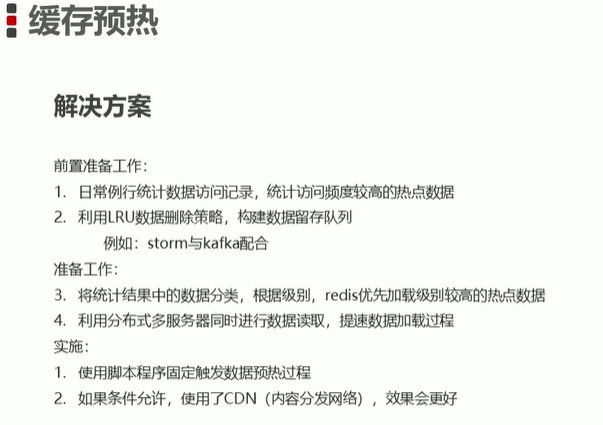 缓存预热
解决方案
前置准备工作：
1. 日常例行统计数据访问记录，统计访问频度较高的热点数据
2. 利用LRU数据删除策略，构建数据留存队列
例如：storm与kafka配合
准备工作：
3. 将统计结果中的数据分类，根据级别，redis优先加载级别较高的热点数据
4. 利用分布式多服务器同时进行数据读取，提速数据加载过程
实施：
1. 使用脚本程序固定触发数据预热过程
2. 如果条件允许，使用了CDN（内容分发网络），效果会更好